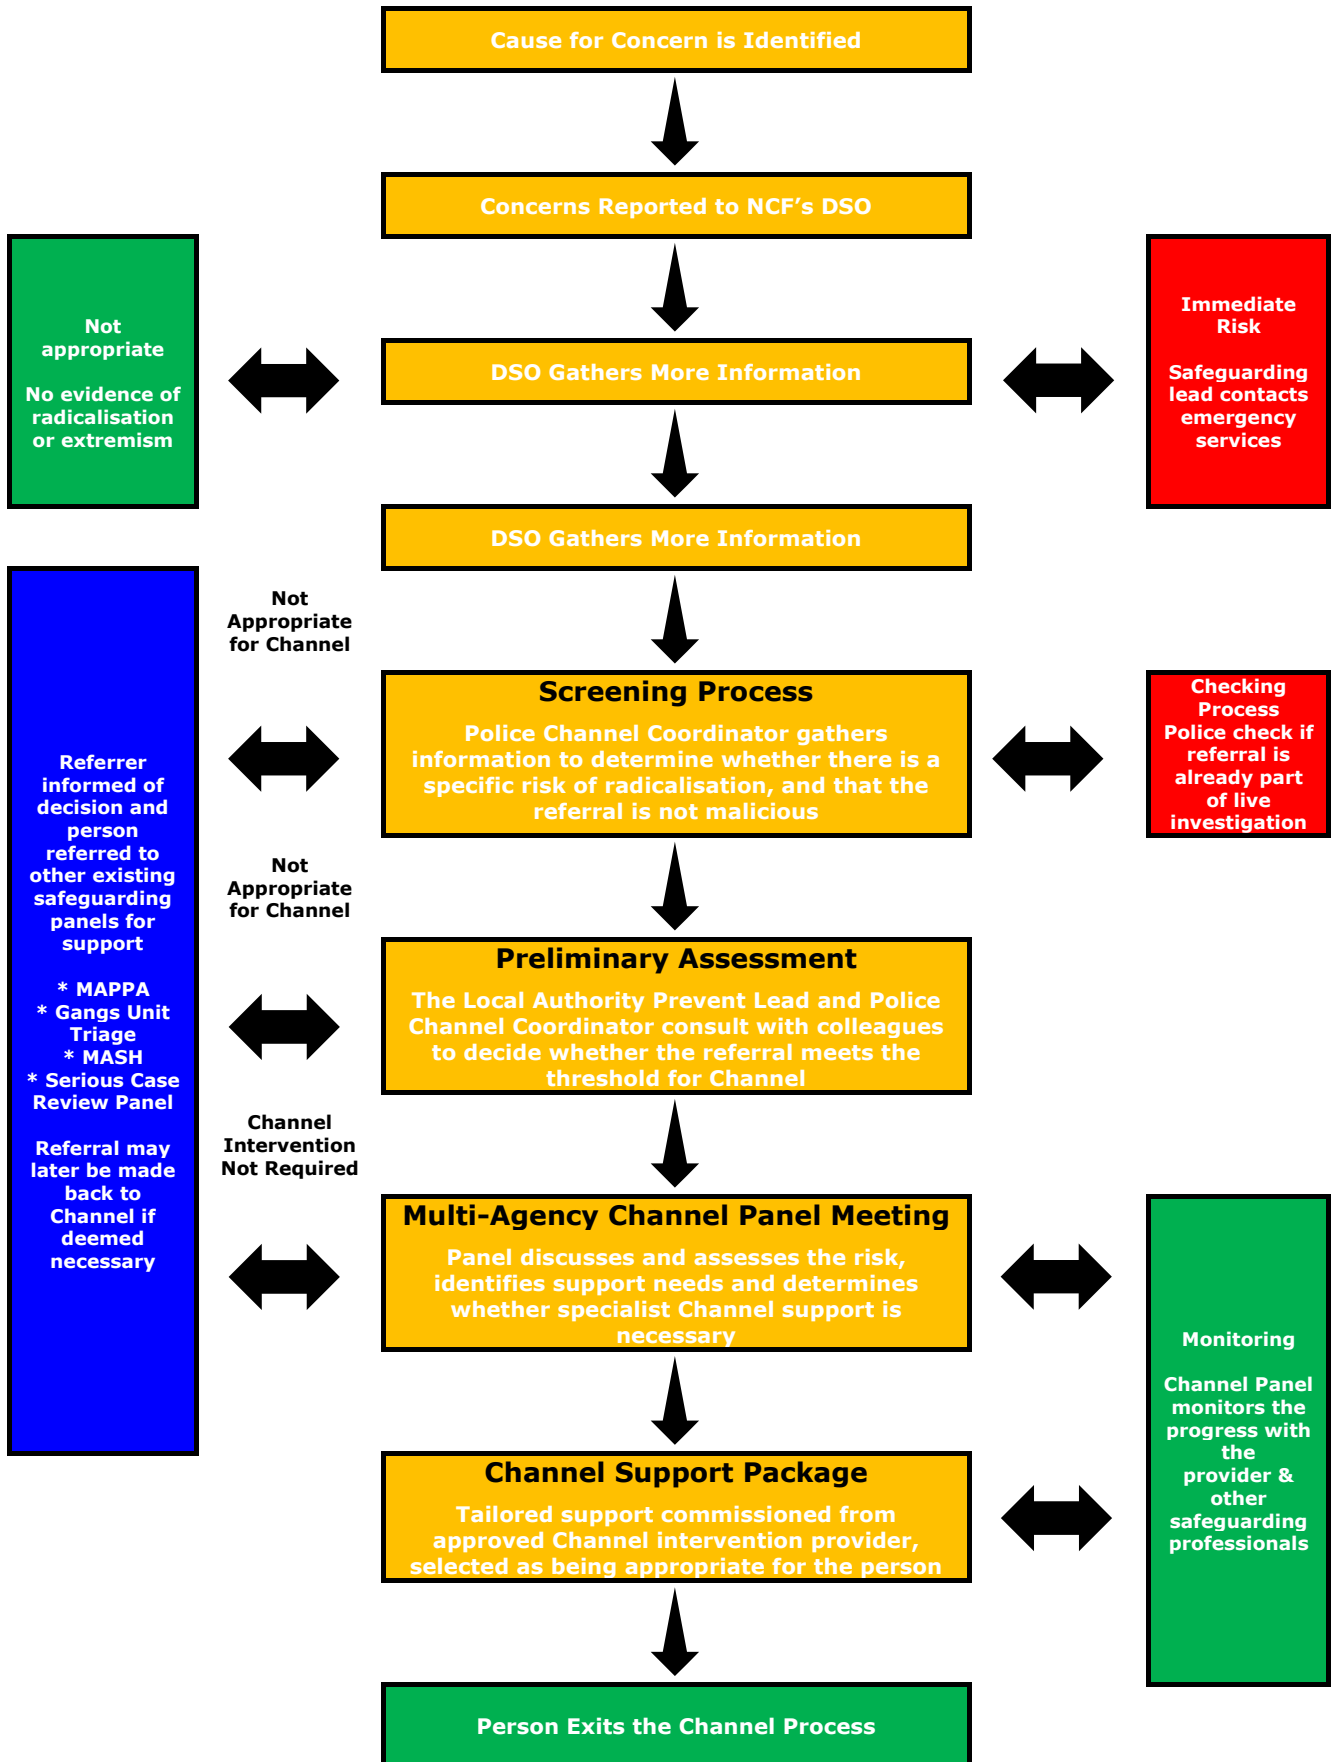 Cause for Concern is Identified
Concerns Reported to NCF’s DSO
Not
appropriate
No evidence of
radicalisation
or extremism
DSO Gathers More Information
Immediate
Risk
Safeguarding
lead contacts
emergency
services
DSO Gathers More Information
Not
Appropriate
for Channel
Screening Process
Police Channel Coordinator gathers
information to determine whether there is a
specific risk of radicalisation, and that the
referral is not malicious
Checking
Process
Police check if
referral is
already part
of live
investigation
Referrer
informed of
decision and
person
referred to
other existing
safeguarding
panels for
support
* MAPPA
* Gangs Unit
Triage
* MASH
* Serious Case
Review Panel
Referral may
later be made
back to
Channel if
deemed
necessary
Not
Appropriate
for Channel
Preliminary Assessment
The Local Authority Prevent Lead and Police
Channel Coordinator consult with colleagues
to decide whether the referral meets the
threshold for Channel
Channel
Intervention
Not Required
Multi-Agency Channel Panel Meeting
Panel discusses and assesses the risk,
identifies support needs and determines
whether specialist Channel support is
necessary
Monitoring
Channel Panel
monitors the
progress with
the
provider &
other
safeguarding
professionals
Channel Support Package
Tailored support commissioned from
approved Channel intervention provider,
selected as being appropriate for the person
Person Exits the Channel Process